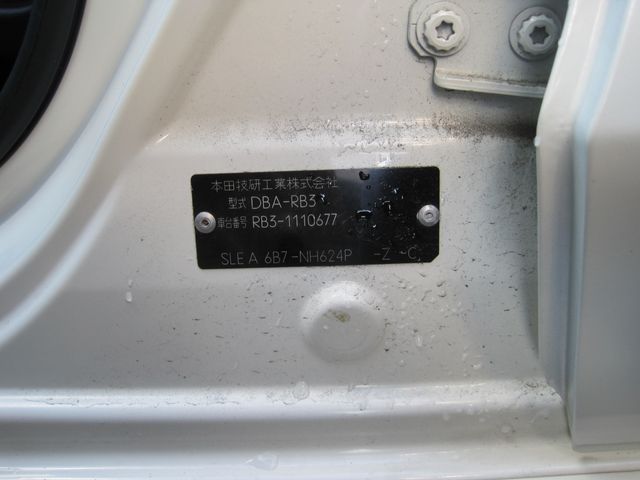 本田技研工業株式会社
型式 DBA-RB3
車台番号 RB3-1110677
SLE A 6B7-NH624P -Z -C